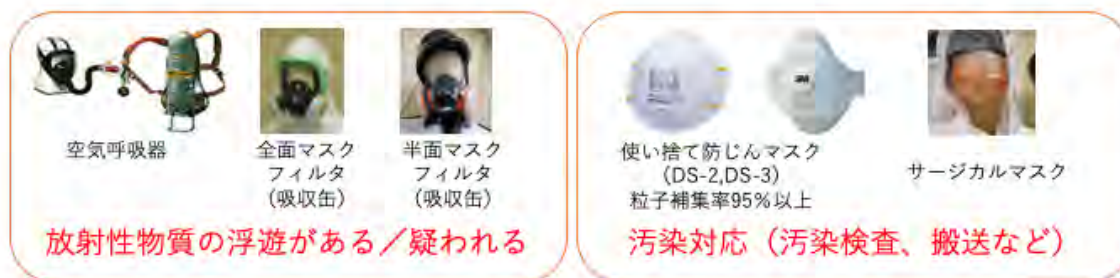 空気呼吸器
全面マスク
フィルタ
(吸収缶)
半面マスク
フィルタ
(吸収缶)
放射性物質の浮遊がある／疑われる
3M
使い捨て防じんマスク
(DS-2,DS-3)
粒子補集率95%以上
サージカルマスク
汚染対応（汚染検査、搬送など）